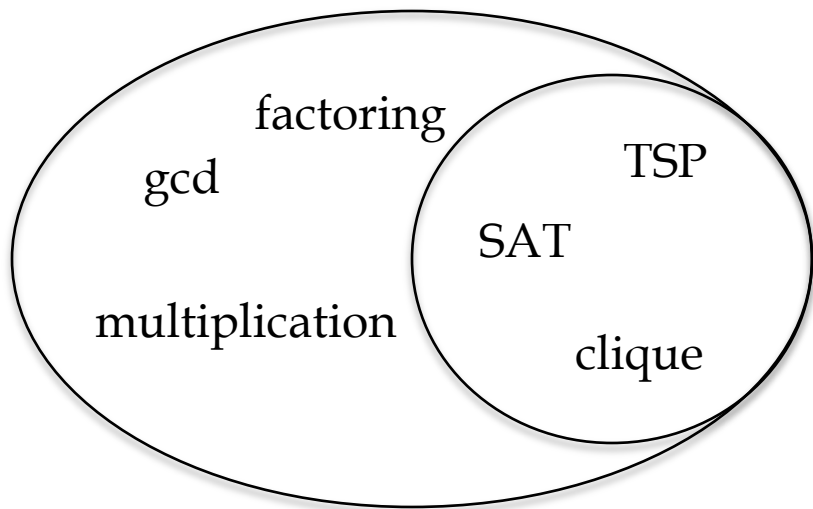 factoring
TSP
gcd
SAT
multiplication
clique